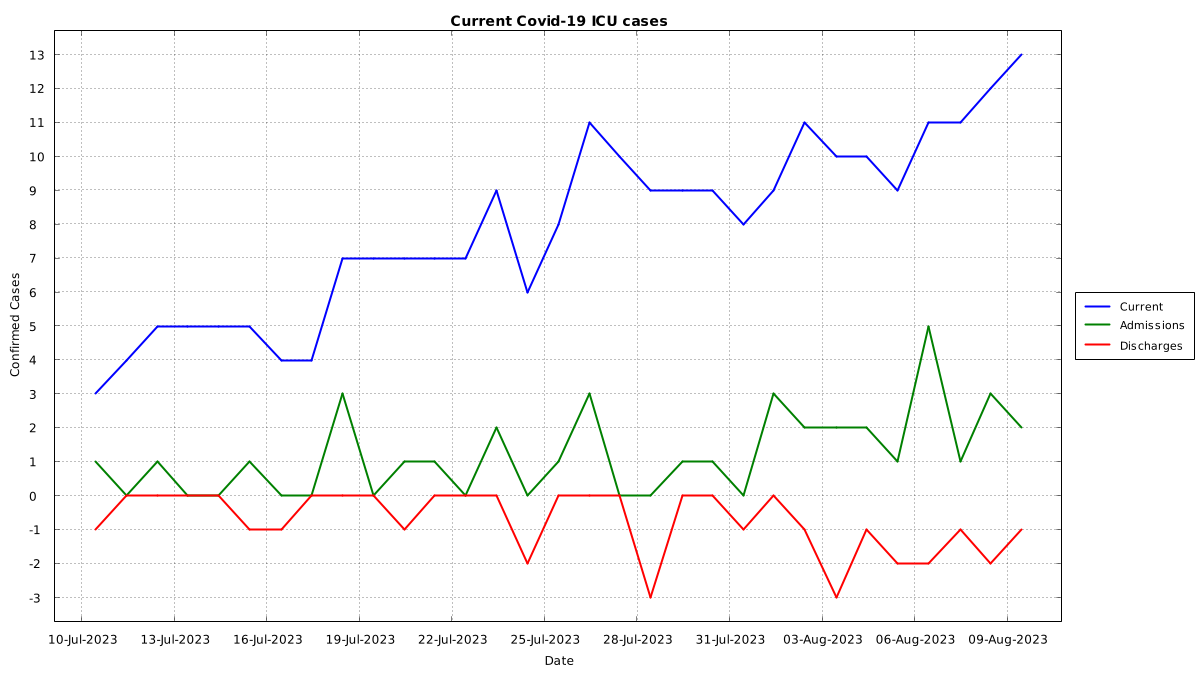 Current Covid-19 ICU cases
13
12
11
10
9
8
7
6
5
4
3
2
1
0
-1
-2
-3
Confirmed Cases
10-Jul-2023 13-Jul-2023 16-Jul-2023 19-Jul-2023 22-Jul-2023 25-Jul-2023 28-Jul-2023 31-Jul-2023 03-Aug-2023 06-Aug-2023 09-Aug-2023
Date
Current
Admissions
Discharges